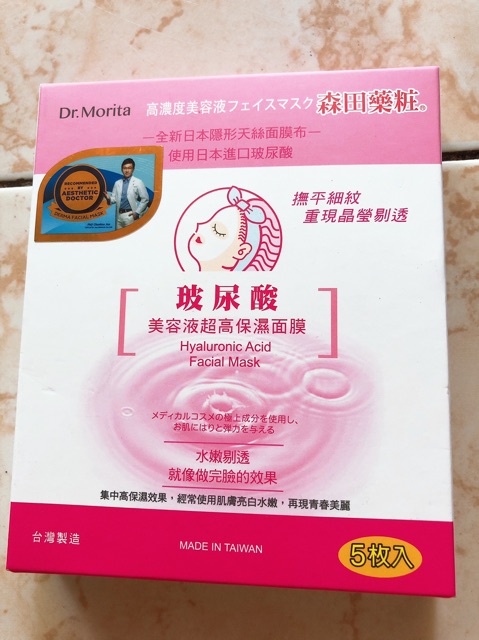 Dr.Morita
高濃度美容液フェイスマスク
森田藥粧®
—全新日本隱形天絲面膜布—
使用日本進口玻尿酸
RECOMMENDED
BY
AESTHETIC
DOCTOR
DERMA FACIAL MASK
撫平細紋
重現晶瑩剔透
玻尿酸
美容液超高保濕面膜
Hyaluronic Acid
Facial Mask
メディカルコスメの極上成分を使用し、
お肌にはりと弾力を与える
水嫩剔透
就像做完臉的效果
集中高保濕效果，經常使用肌膚亮白水嫩，再現青春美麗
台灣製造
MADE IN TAIWAN
5枚入